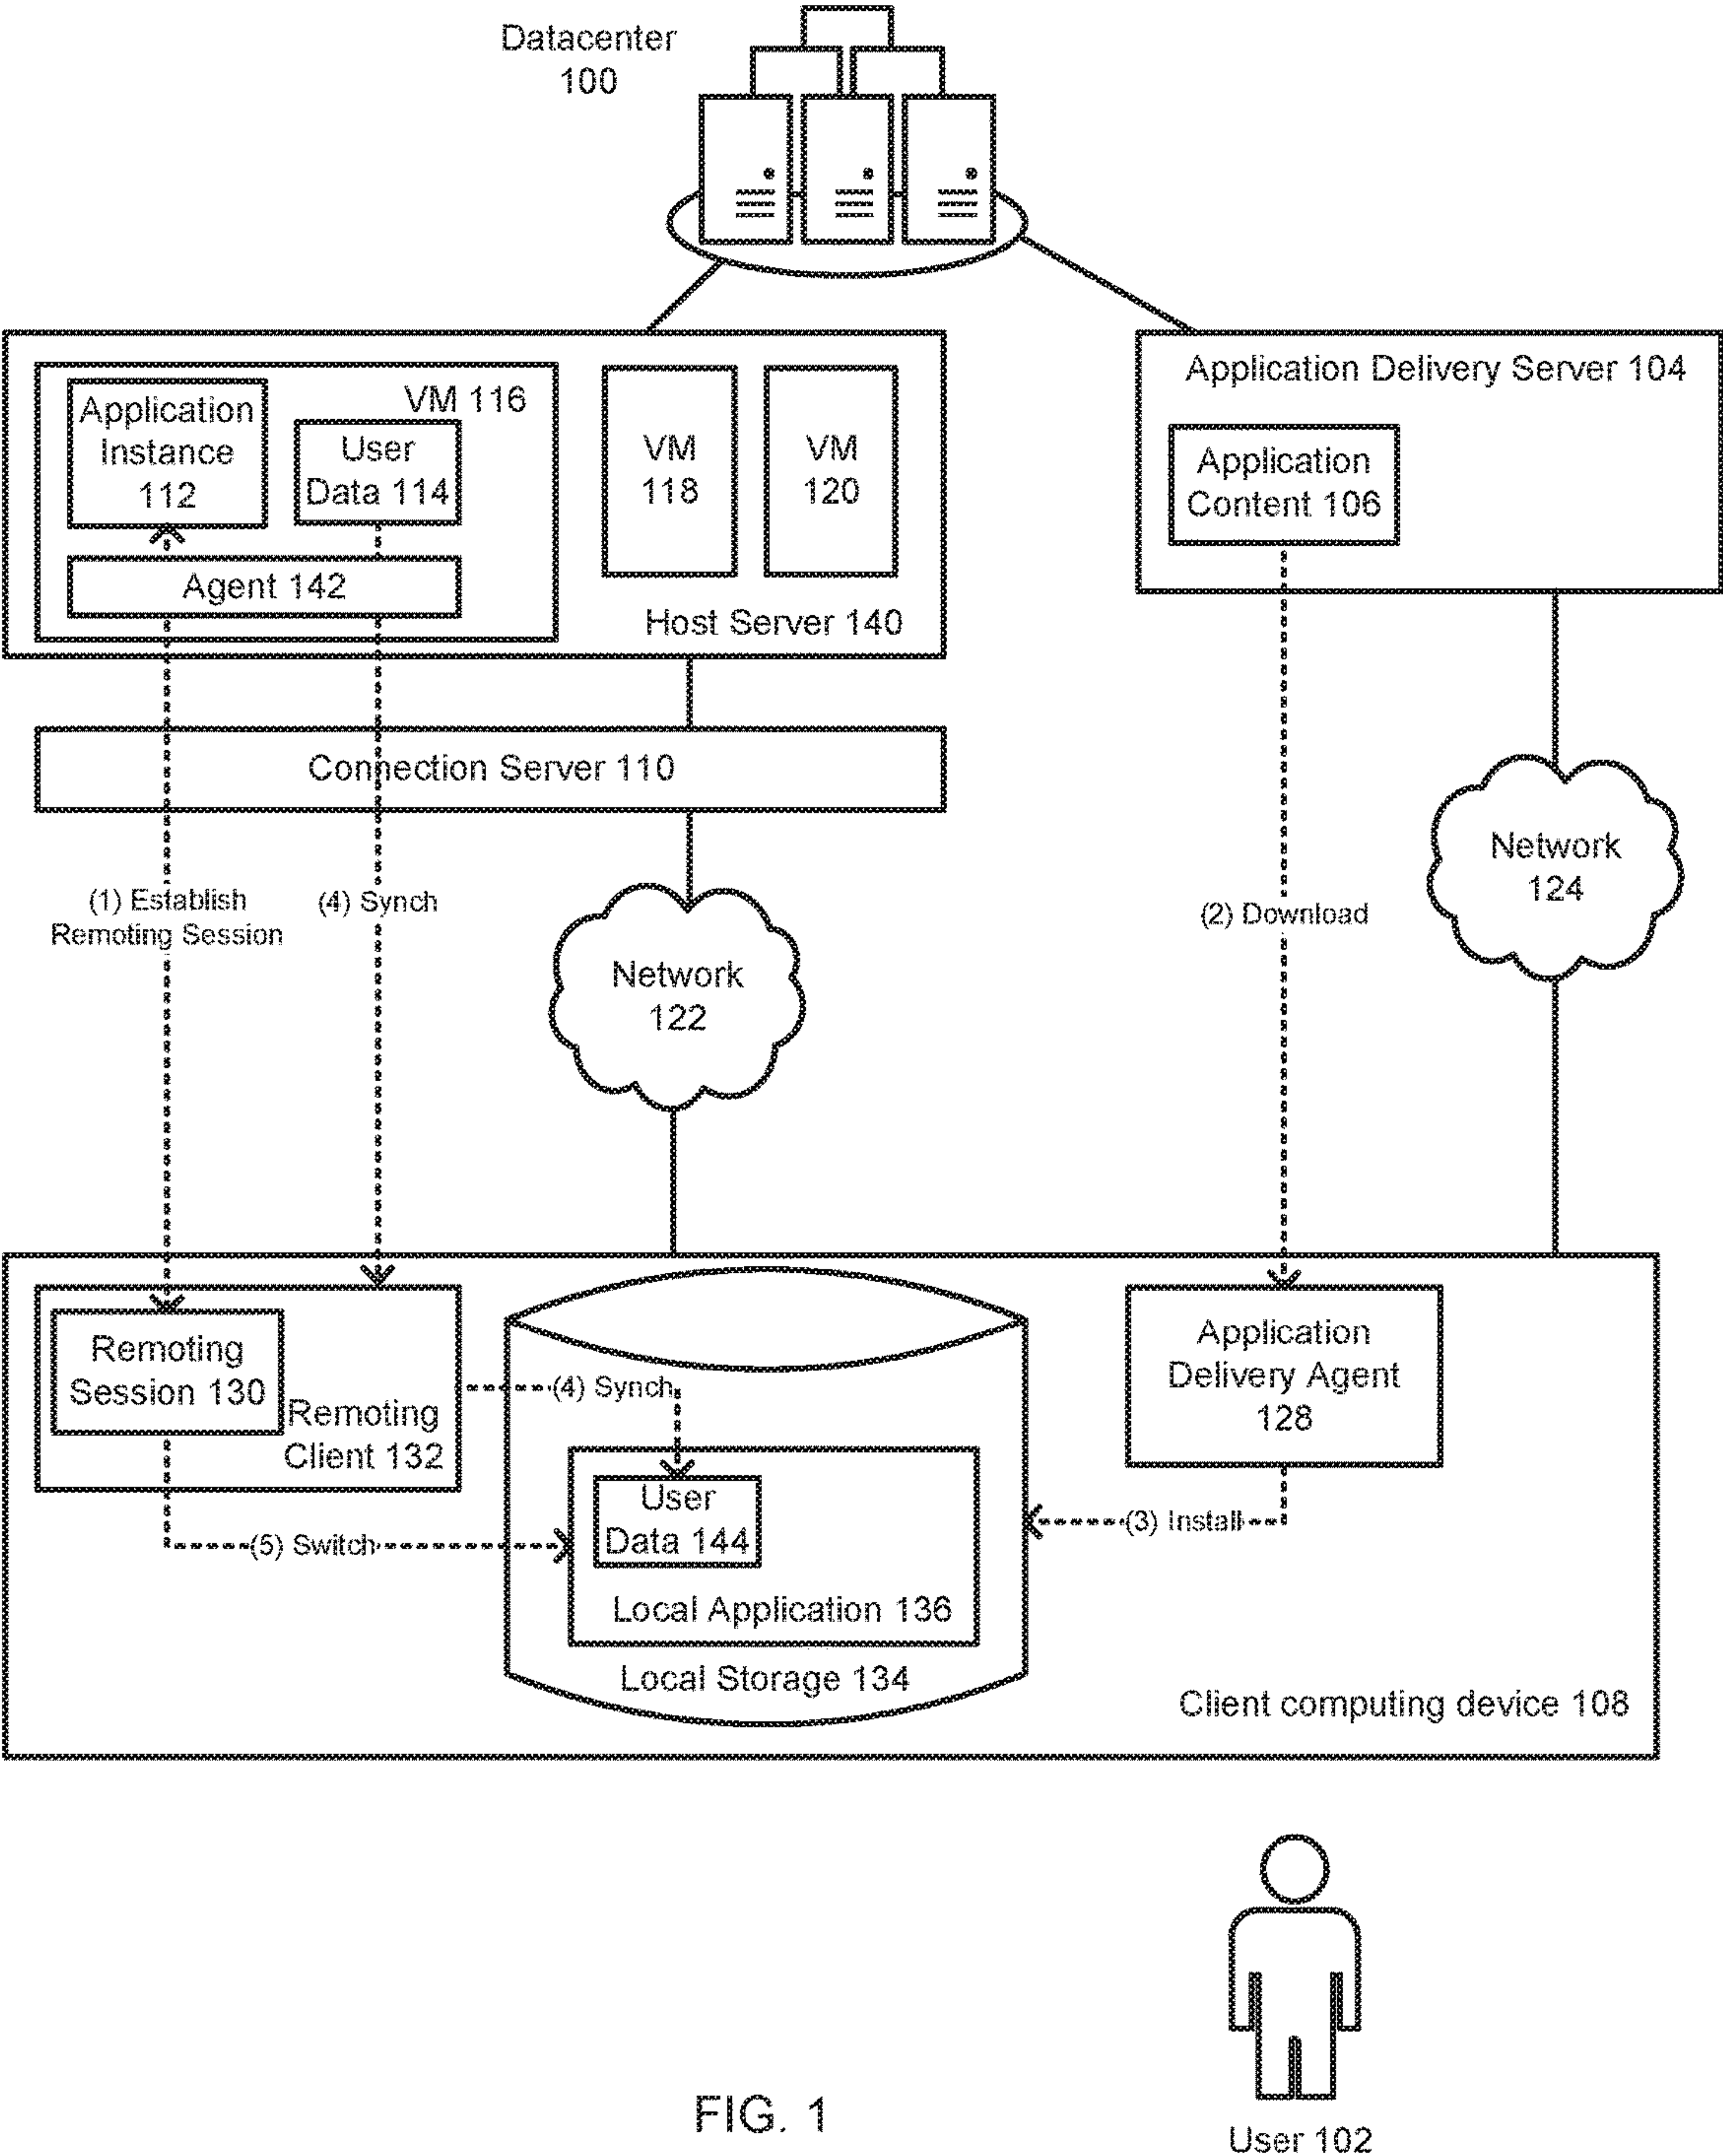 Datacenter
100
Application Delivery Server 104
Application
Content 106
VM 116
Application
Instance
112
User
Data 114
Agent 142
VM
118
VM
120
Host Server 140
Connection Server 110
(1) Establish
Remoting Session
(4) Synch
Network
122
(2) Download
Network
124
Remoting
Session 130
Remoting
Client 132
(4) Synch
(5) Switch
User
Data 144
Local Application 136
Local Storage 134
Application
Delivery Agent
128
(3) Install
Client computing device 108
FIG. 1
User 102